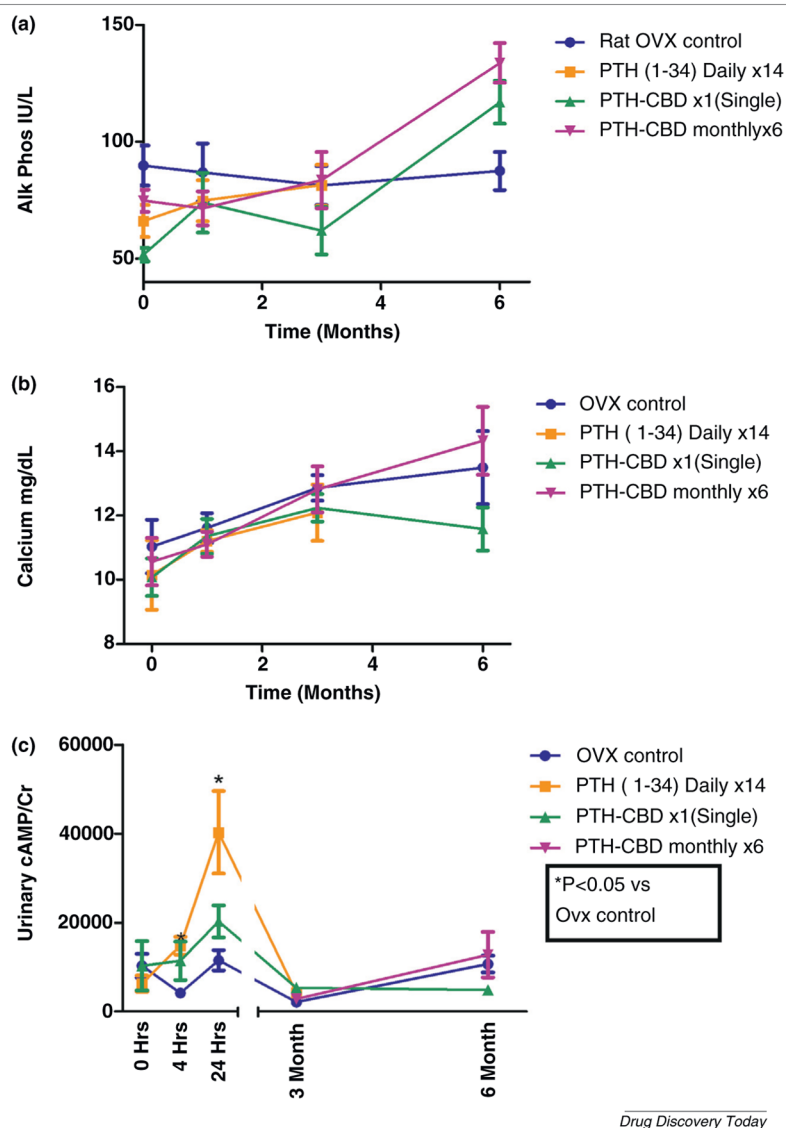 (a)
150
100
50
Alk Phos IU/L
0
2
4
6
Time (Months)
Rat OVX control
PTH (1-34) Daily x14
PTH-CBD x1(Single)
PTH-CBD monthlyx6
(b)
16
14
12
10
8
Calcium mg/dL
0
2
4
6
Time (Months)
OVX control
PTH ( 1-34) Daily x14
PTH-CBD x1(Single)
PTH-CBD monthly x6
(c)
60000
40000
20000
0
Urinary cAMP/Cr
*
*
0 Hrs
4 Hrs
24 Hrs
3 Month
6 Month
OVX control
PTH ( 1-34) Daily x14
PTH-CBD x1(Single)
PTH-CBD monthly x6
*P<0.05 vs
Ovx control
Drug Discovery Today